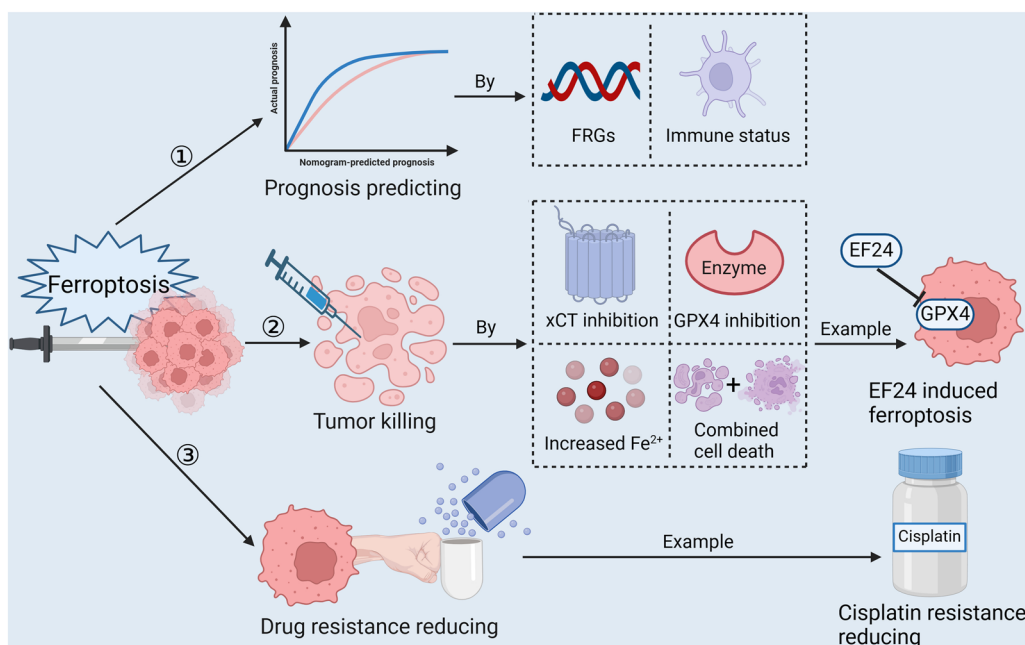 Actual prognosis
Nomogram-predicted prognosis
Prognosis predicting
By
FRGs
Immune status
①
Ferroptosis
②
Tumor killing
By
xCT inhibition
Enzyme
GPX4 inhibition
Increased Fe²⁺
+
Combined
cell death
Example
EF24
GPX4
EF24 induced
ferroptosis
③
Drug resistance reducing
Example
Cisplatin
Cisplatin resistance
reducing